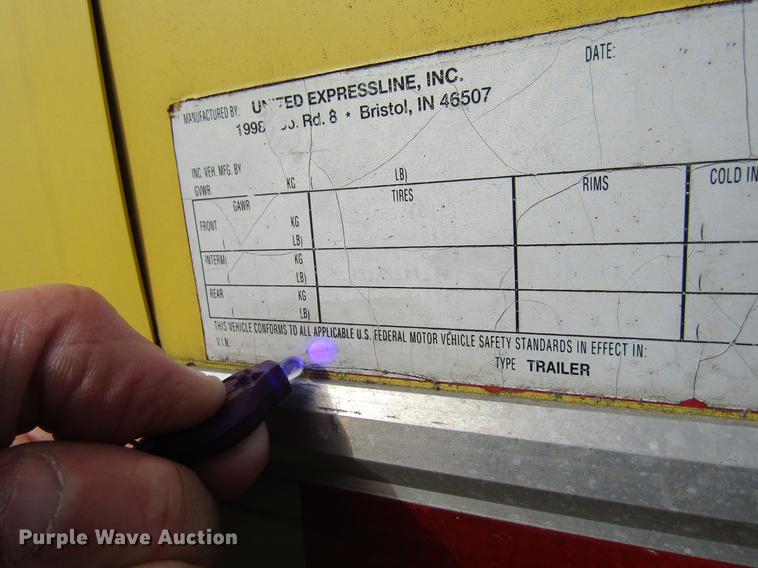 MANUFACTURED BY: UNITED EXPRESSLINE, INC.
DATE:
1998 Rd. 8 * Bristol, IN 46507
INC. VEH. MFG. BY
GVWR KG ( LB)
GAWR TIRES RIMS COLD IN
FRONT KG
( LB) (
INTERM( KG
( LB) (
REAR KG
( LB) (
THIS VEHICLE CONFORMS TO ALL APPLICABLE U.S. FEDERAL MOTOR VEHICLE SAFETY STANDARDS IN EFFECT IN:
V.I.N.
TYPE TRAILER
Purple Wave Auction